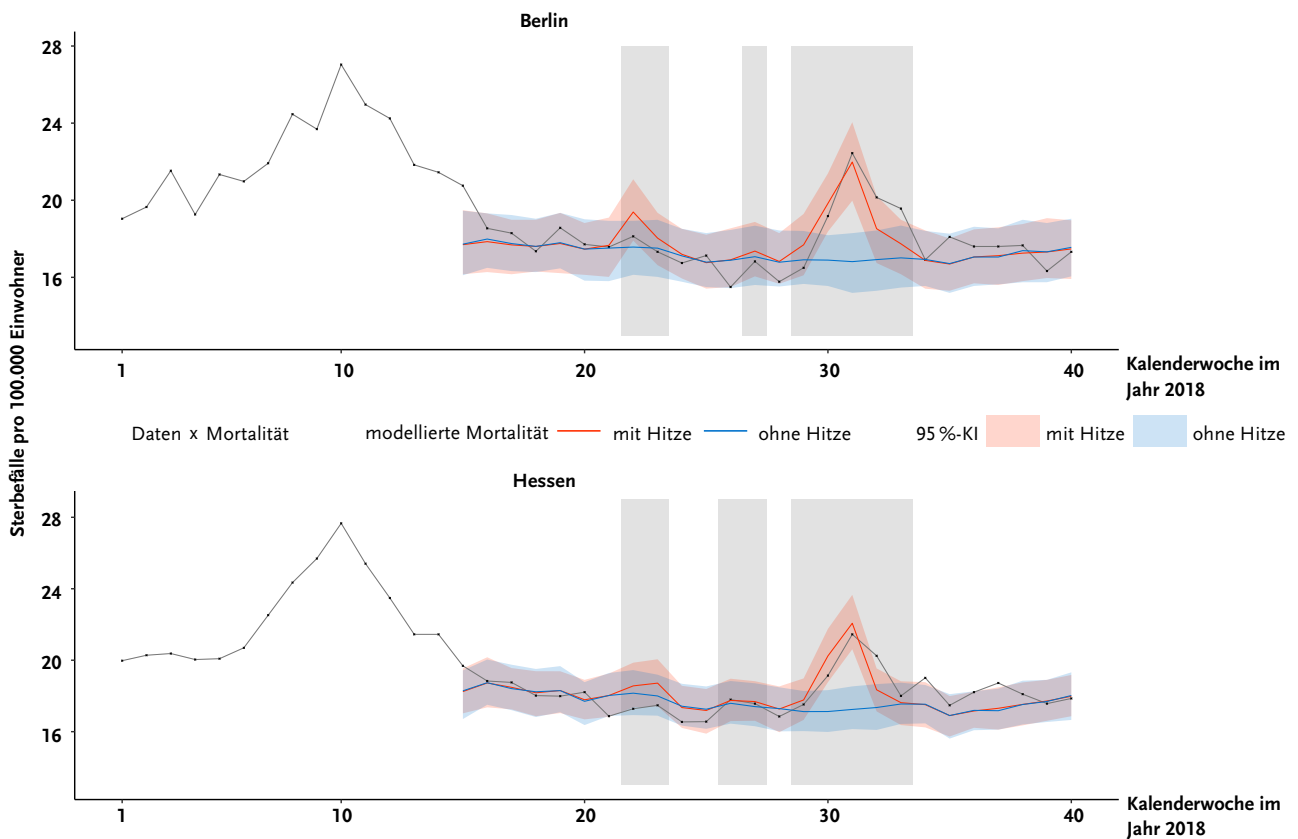 Berlin
28
24
20
16
1 10 20 30 40
Kalenderwoche im
Jahr 2018
Sterbefälle pro 100.000 Einwohner
Daten x Mortalität modellierte Mortalität mit Hitze ohne Hitze 95 %-KI mit Hitze ohne Hitze
Hessen
28
24
20
16
1 10 20 30 40
Kalenderwoche im
Jahr 2018